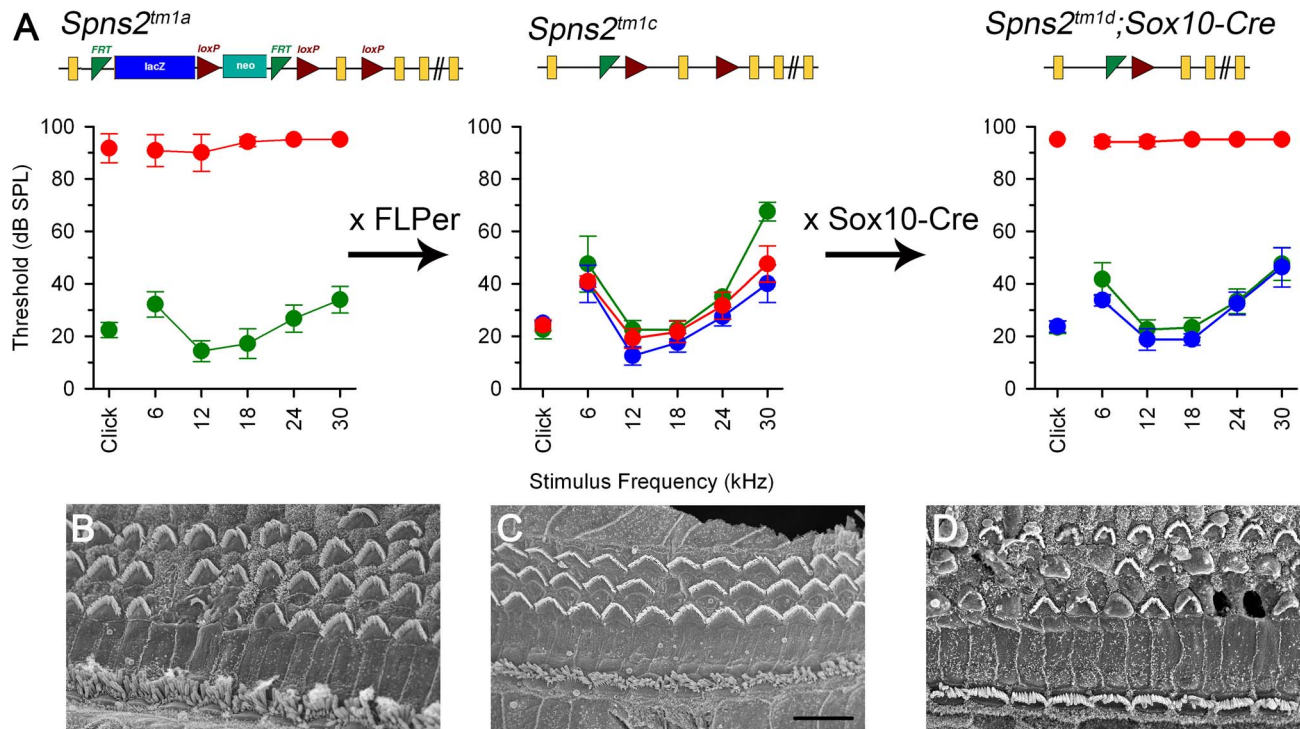 A
Spns2tm1a
Spns2tm1c
Spns2tm1d;Sox10-Cre
FRT
loxP
FRT
loxP
loxP
lacZ
neo
Threshold (dB SPL)
100
80
60
40
20
0
Click
6
12
18
24
30
x FLPer
100
80
60
40
20
0
Click
6
12
18
24
30
x Sox10-Cre
100
80
60
40
20
0
Click
6
12
18
24
30
Stimulus Frequency (kHz)
B
C
D